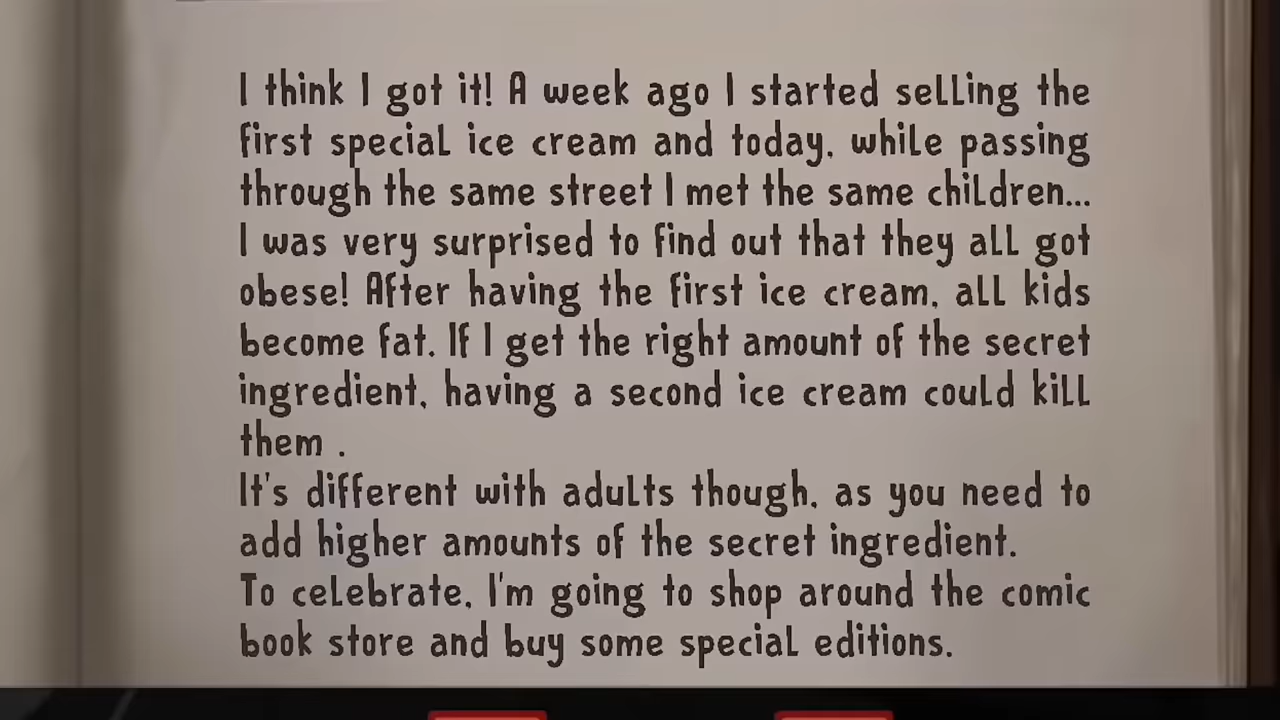 I think I got it! A week ago I started selling the
first special ice cream and today, while passing
through the same street I met the same children...
I was very surprised to find out that they all got
obese! After having the first ice cream, all kids
become fat. If I get the right amount of the secret
ingredient, having a second ice cream could kill
them .
It's different with adults though, as you need to
add higher amounts of the secret ingredient.
To celebrate, I'm going to shop around the comic
book store and buy some special editions.